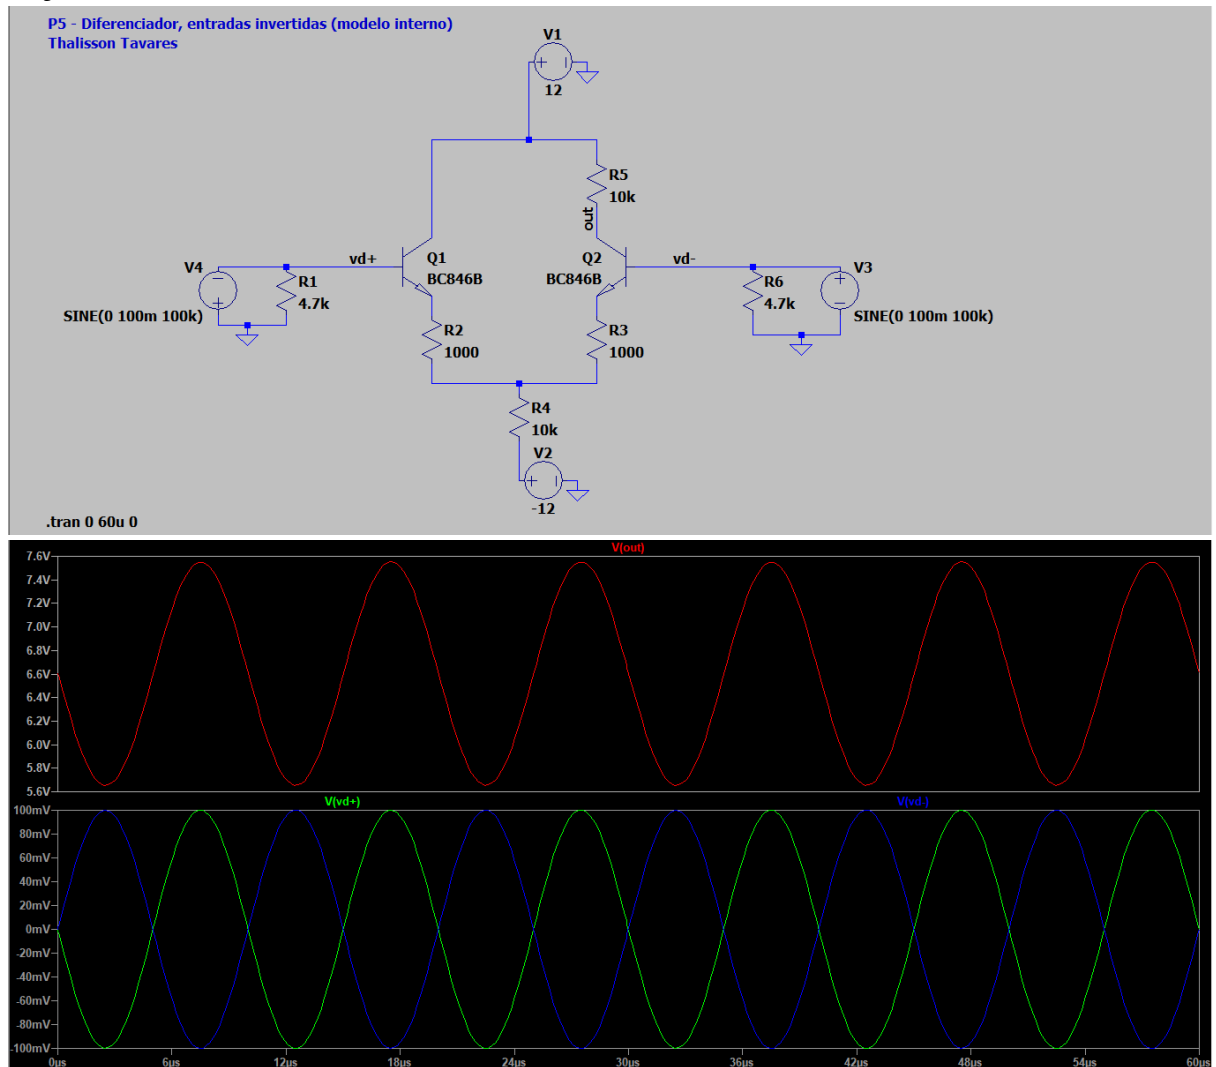 P5 - Diferenciador, entradas invertidas (modelo interno)
Thalisson Tavares
V1
12
R5
10k
out
V4
R1
4.7k
SINE(0 100m 100k)
vd+
Q1
BC846B
Q2
BC846B
vd-
R6
4.7k
V3
SINE(0 100m 100k)
R2
1000
R3
1000
R4
10k
V2
-12
.tran 0 60u 0
V(out)
7.6V
7.4V
7.2V
7.0V
6.8V
6.6V
6.4V
6.2V
6.0V
5.8V
5.6V
V(vd+)
V(vd-)
100mV
80mV
60mV
40mV
20mV
0mV
-20mV
-40mV
-60mV
-80mV
-100mV
0µs
6µs
12µs
18µs
24µs
30µs
36µs
42µs
48µs
54µs
60µs